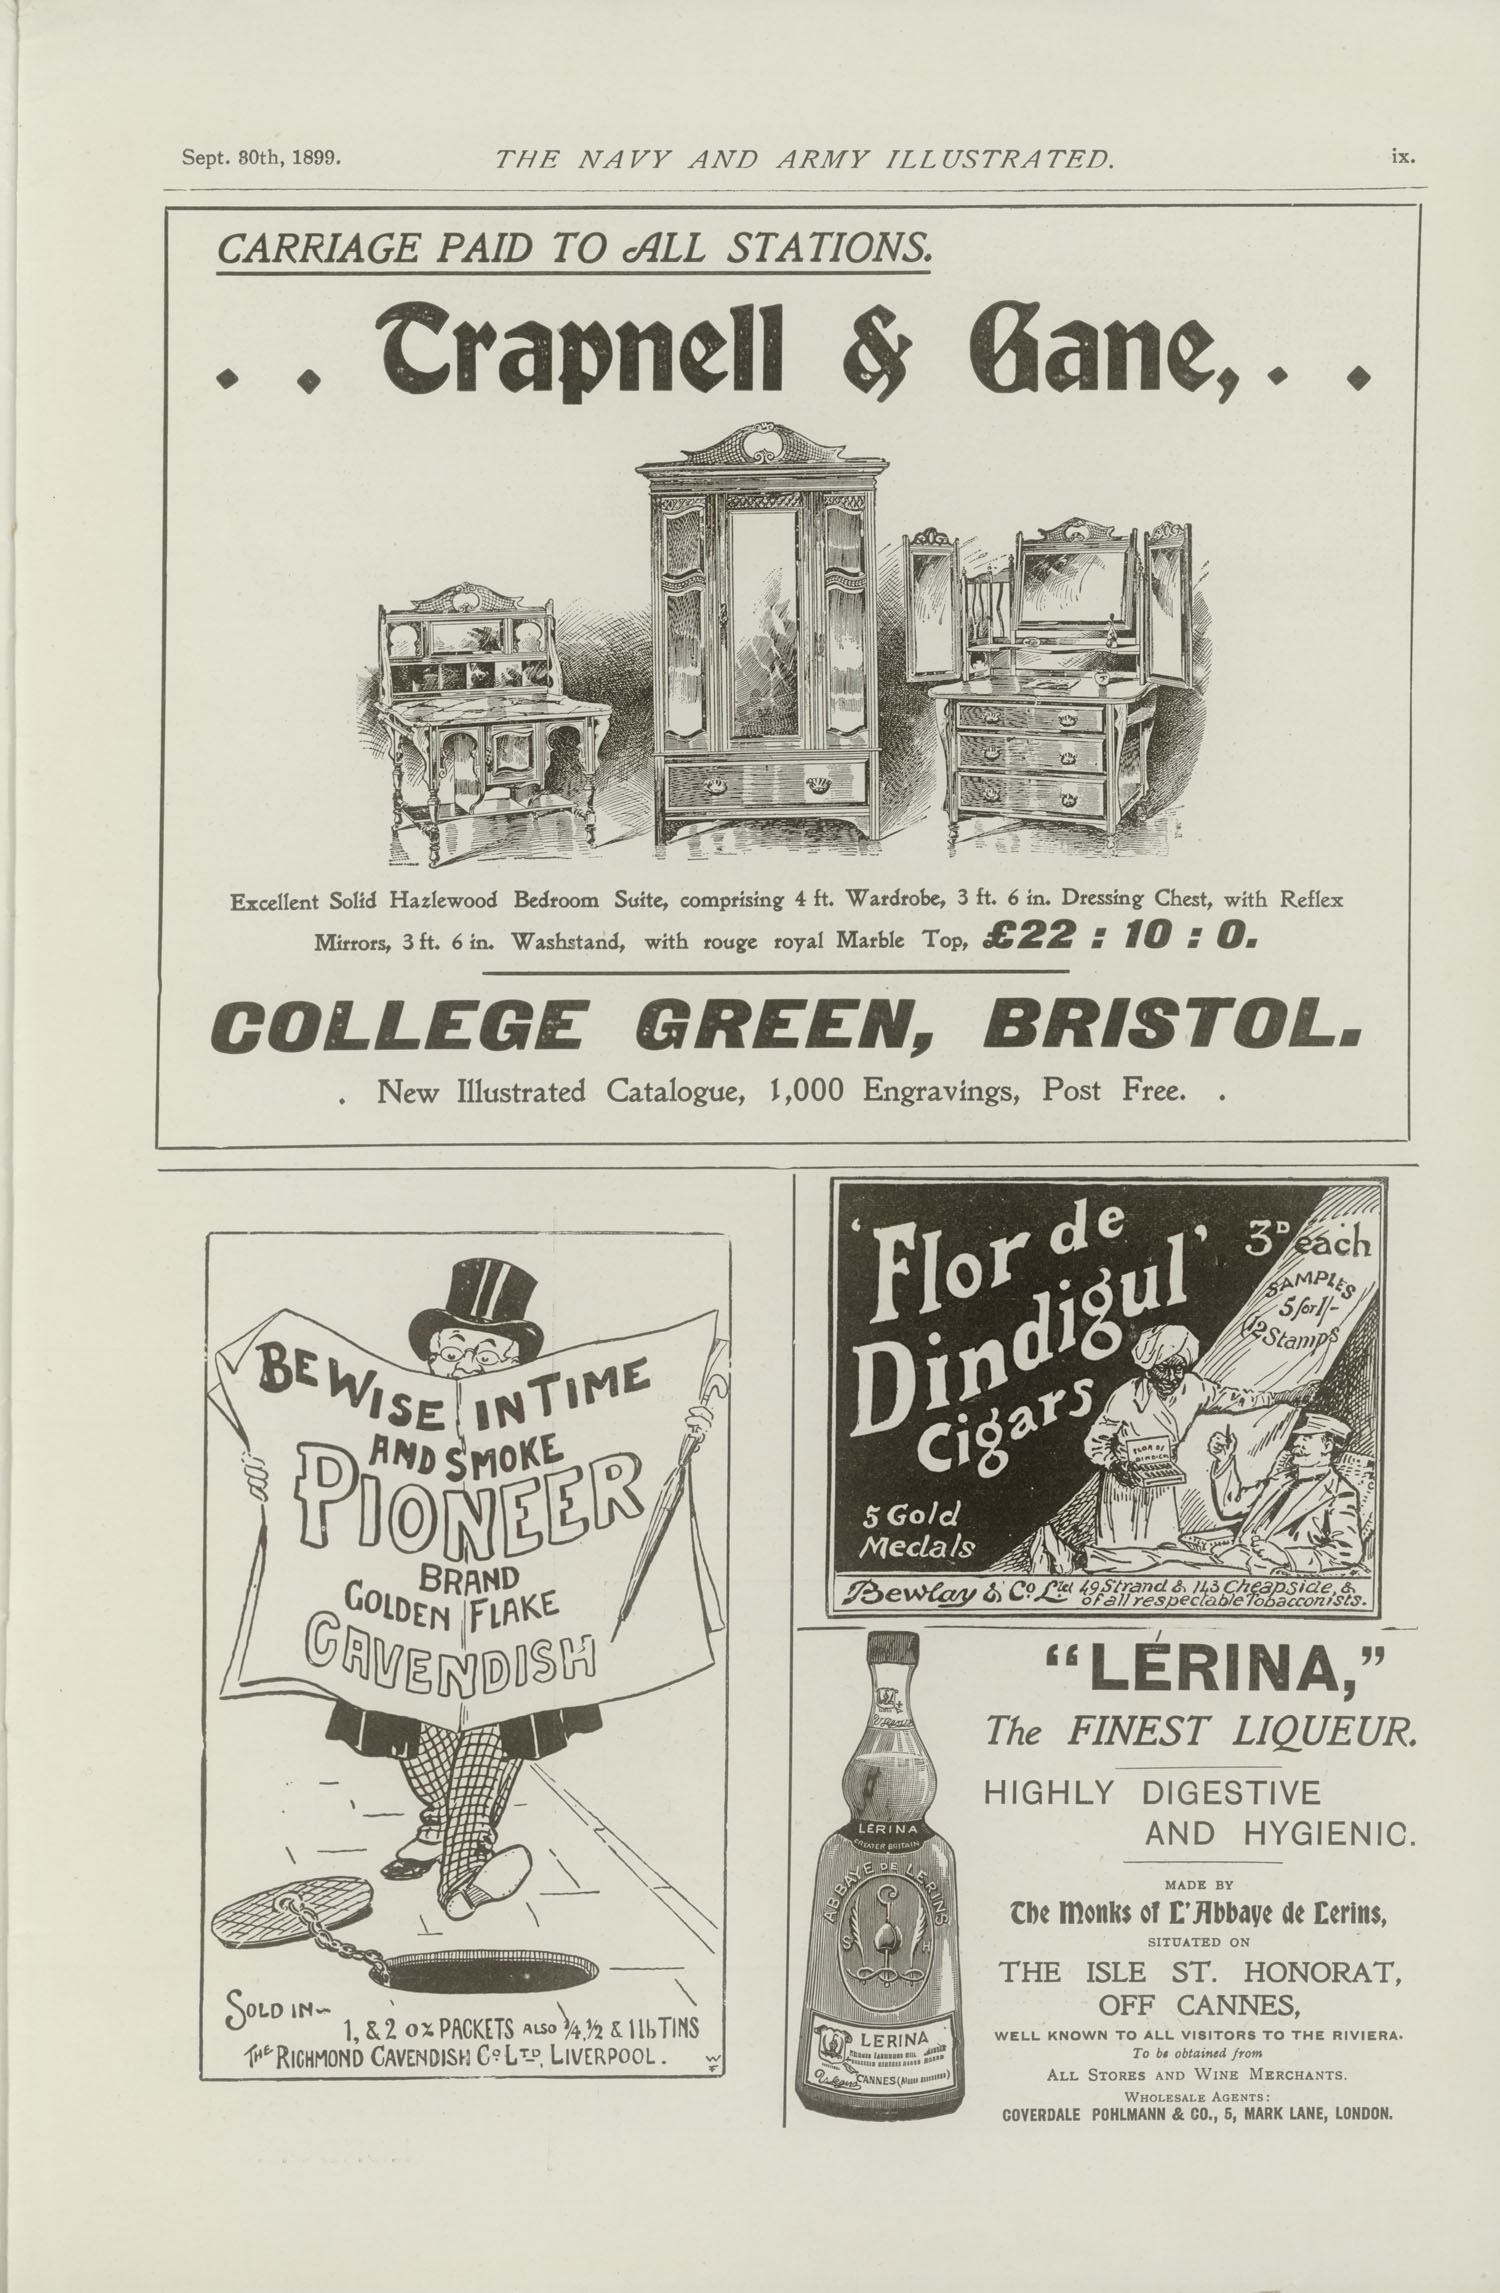 Sept. 30th, 1899.
THE NAVY AND ARMY ILLUSTRATED.
ix.
CARRIAGE PAID TO ALL STATIONS.
. . Trapnell & Gane, . .
Excellent Solid Hazlewood Bedroom Suite, comprising 4 ft. Wardrobe, 3 ft. 6 in. Dressing Chest, with Reflex
Mirrors, 3 ft. 6 in. Washstand, with rouge royal Marble Top, £22 : 10 : 0.
COLLEGE GREEN, BRISTOL.
. New Illustrated Catalogue, 1,000 Engravings, Post Free. .
BE WISE IN TIME
AND SMOKE
PIONEER
BRAND
GOLDEN FLAKE
CAVENDISH
SOLD IN~
1, & 2 oz PACKETS ALSO 1/4, 1/2 & 1 lb TINS
THE RICHMOND CAVENDISH Co LTD, LIVERPOOL.
WF
'Flor de
Dindigul'
Cigars
3D each
SAMPLES
5 for 1/-
(12 Stamps
FLOR DE
5 Gold
Medals
Bewlay & Co. Ltd 49 Strand & 143 Cheapside, &
of all respectable Tobacconists.
"LÉRINA,"
The FINEST LIQUEUR.
HIGHLY DIGESTIVE
AND HYGIENIC.
MADE BY
The Monks of L'Abbaye de Lerins,
SITUATED ON
THE ISLE ST. HONORAT,
OFF CANNES,
WELL KNOWN TO ALL VISITORS TO THE RIVIERA.
To be obtained from
ALL STORES AND WINE MERCHANTS.
WHOLESALE AGENTS:
COVERDALE POHLMANN & CO., 5, MARK LANE, LONDON.
LÉRINA
GREATER BRITAIN
ABBAYE DE LERINS
S H
LERINA
CANNES